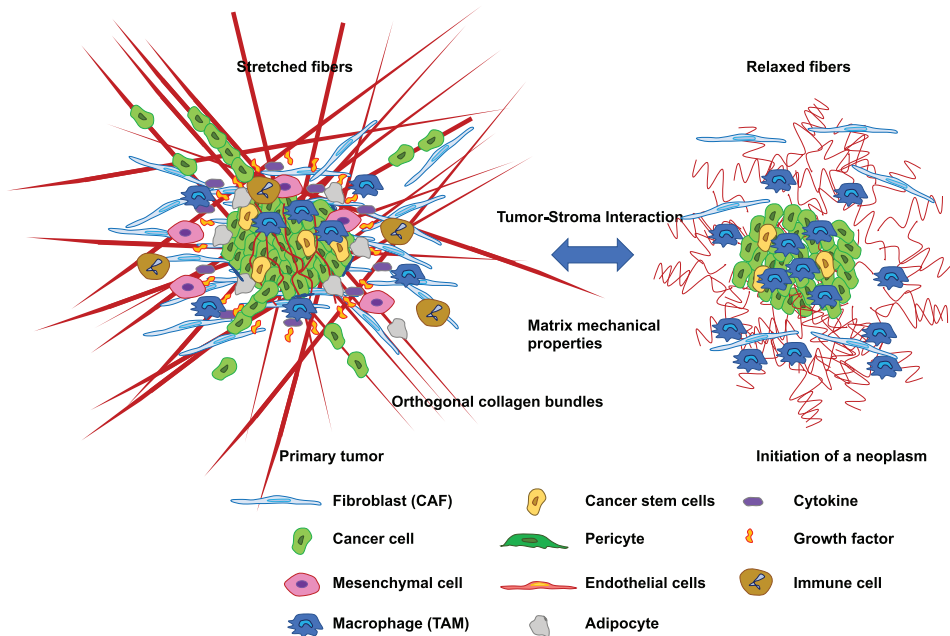 Stretched fibers
Relaxed fibers
Tumor-Stroma Interaction
Matrix mechanical
properties
Orthogonal collagen bundles
Primary tumor
Initiation of a neoplasm
Fibroblast (CAF)
Cancer stem cells
Cytokine
Cancer cell
Pericyte
Growth factor
Mesenchymal cell
Endothelial cells
Immune cell
Macrophage (TAM)
Adipocyte